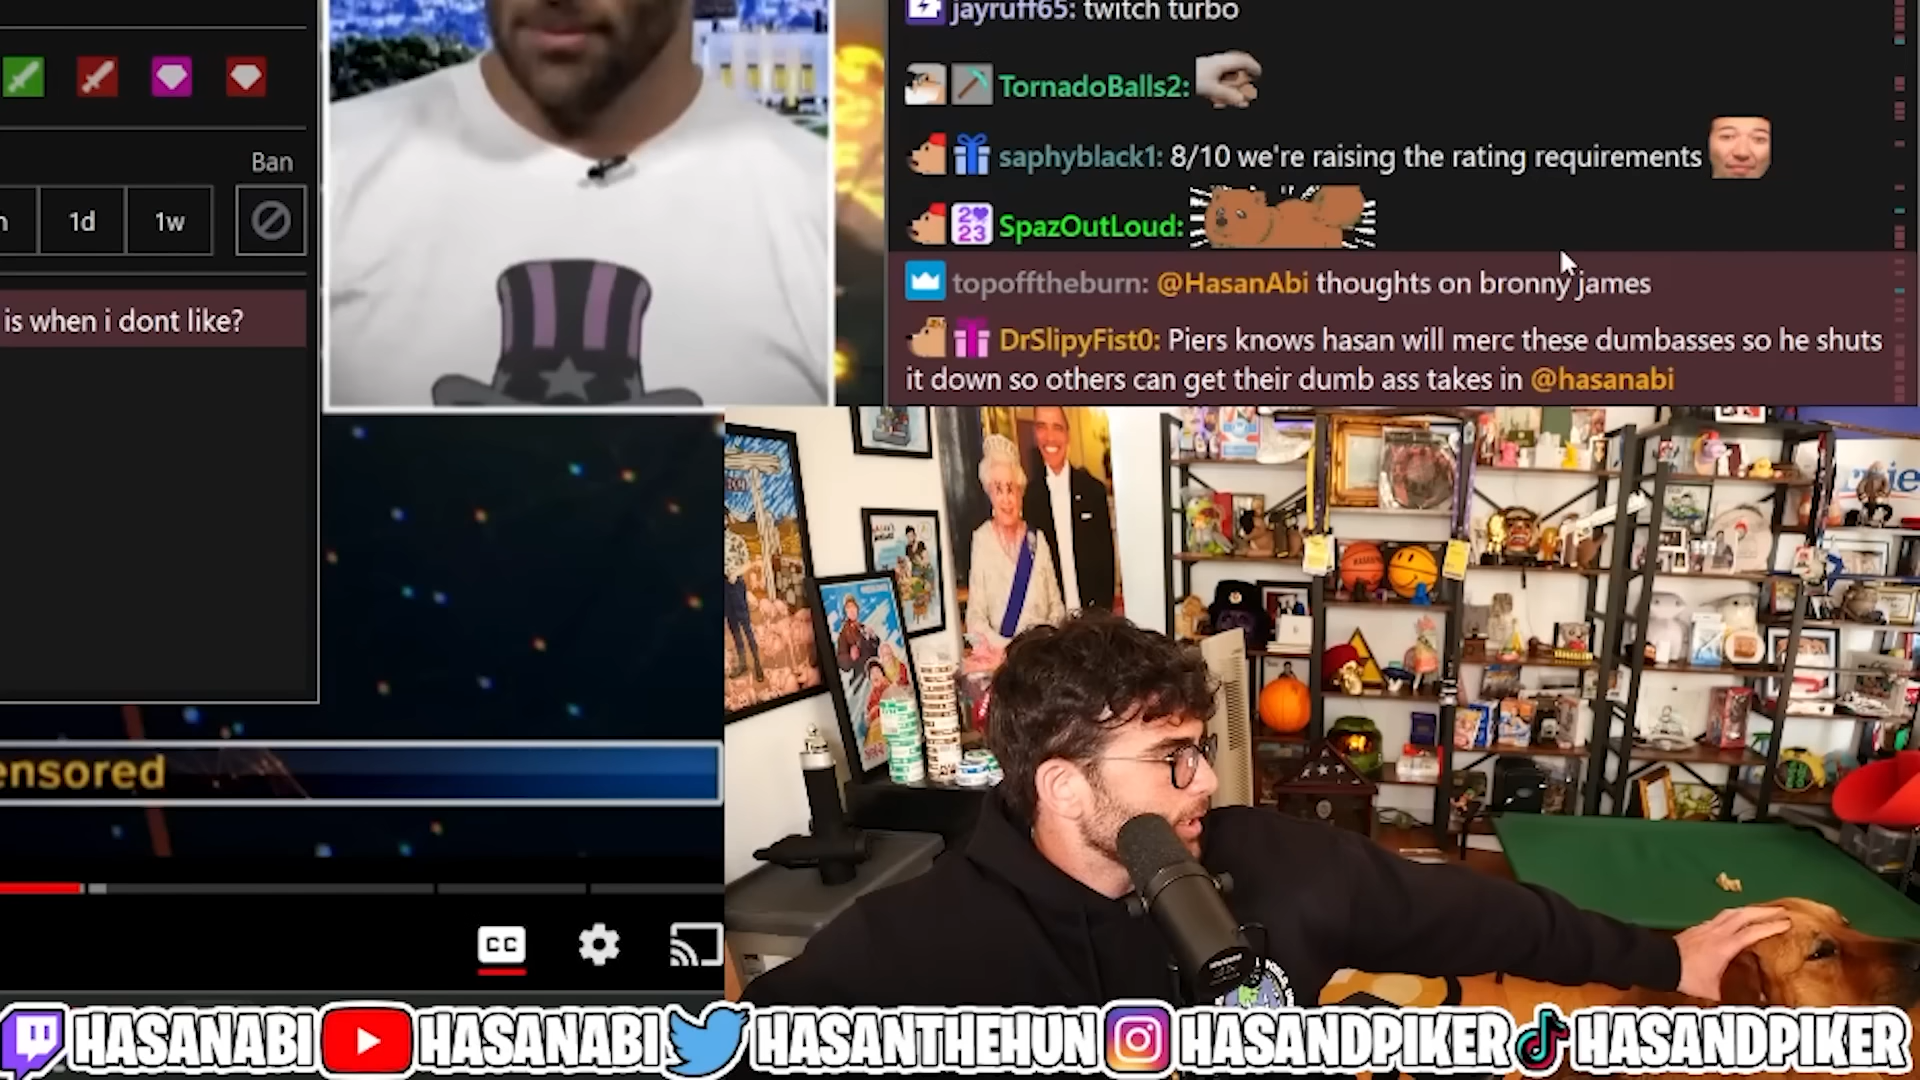 jayruff65: twitch turbo
TornadoBalls2:
Ban
saphyblack1: 8/10 we're raising the rating requirements
1d
1w
2 23
SpazOutLoud:
topofftheburn: @HasanAbi thoughts on bronny james
is when i dont like?
DrSlipyFist0: Piers knows hasan will merc these dumbasses so he shuts
it down so others can get their dumb ass takes in @hasanabi
ensored
CC
HASANABI HASANABI HASANTHEHUN HASANDPIKER HASANDPIKER